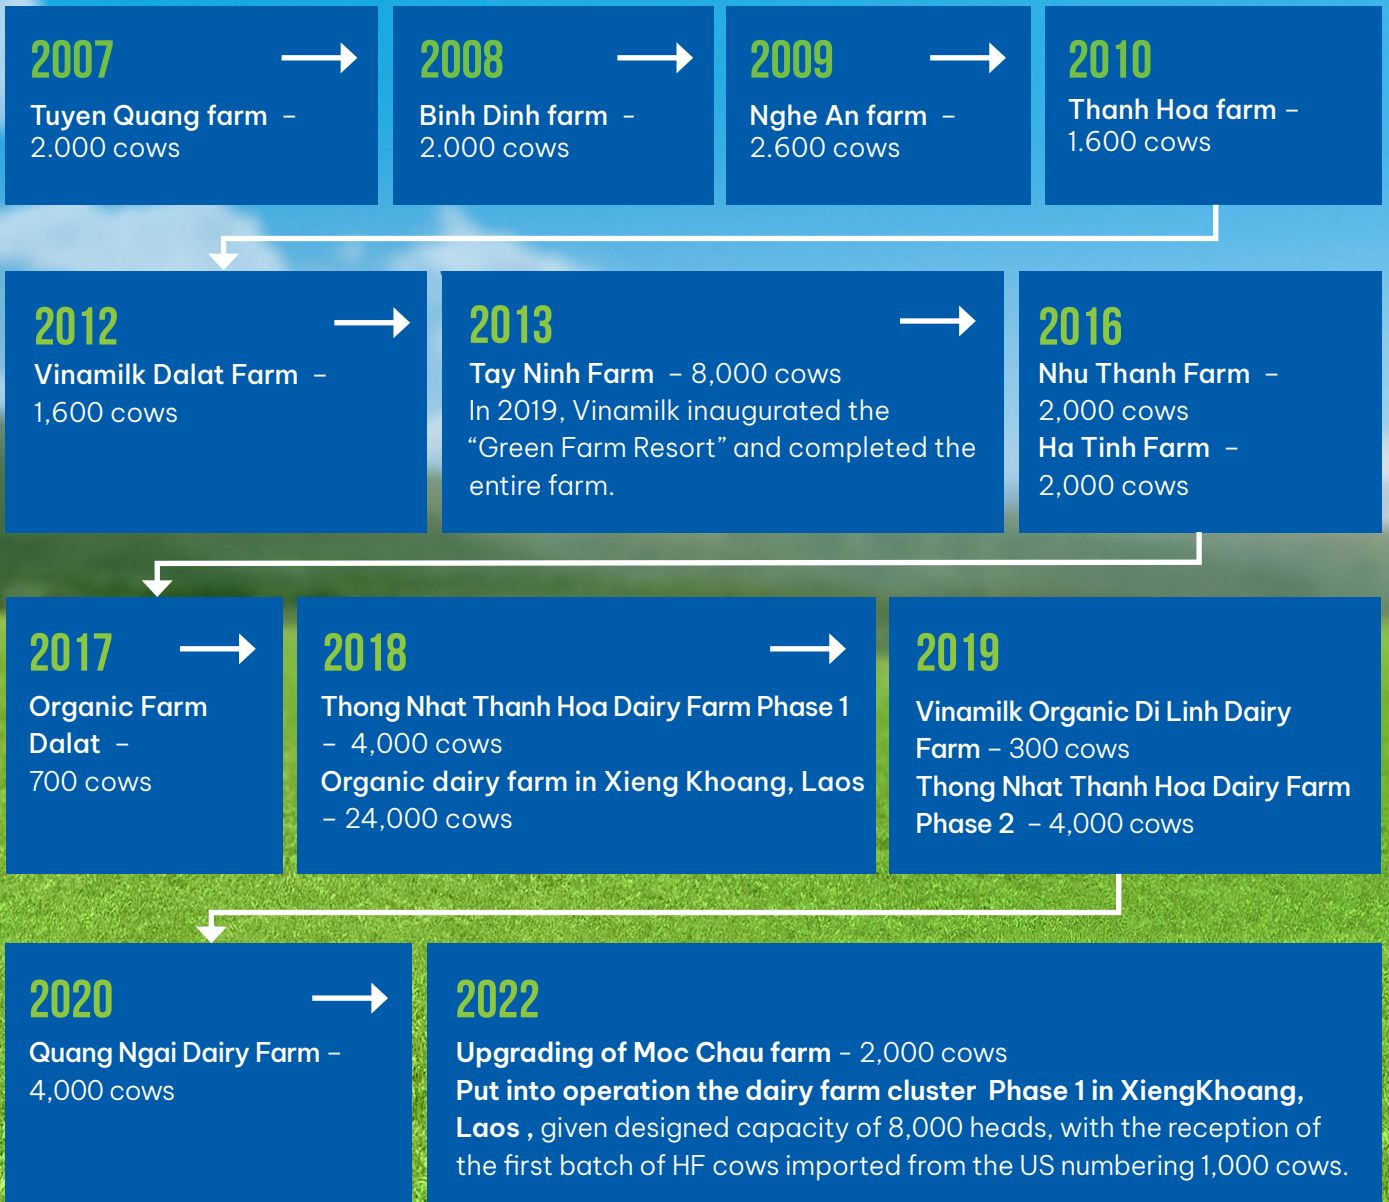 2007
Tuyen Quang farm –
2.000 cows
2008
Binh Dinh farm –
2.000 cows
2009
Nghe An farm –
2.600 cows
2010
Thanh Hoa farm –
1.600 cows
2012
Vinamilk Dalat Farm –
1,600 cows
2013
Tay Ninh Farm – 8,000 cows
In 2019, Vinamilk inaugurated the
“Green Farm Resort” and completed the
entire farm.
2016
Nhu Thanh Farm –
2,000 cows
Ha Tinh Farm –
2,000 cows
2017
Organic Farm
Dalat –
700 cows
2018
Thong Nhat Thanh Hoa Dairy Farm Phase 1
– 4,000 cows
Organic dairy farm in Xieng Khoang, Laos
– 24,000 cows
2019
Vinamilk Organic Di Linh Dairy
Farm – 300 cows
Thong Nhat Thanh Hoa Dairy Farm
Phase 2 – 4,000 cows
2020
Quang Ngai Dairy Farm –
4,000 cows
2022
Upgrading of Moc Chau farm - 2,000 cows
Put into operation the dairy farm cluster Phase 1 in XiengKhoang,
Laos , given designed capacity of 8,000 heads, with the reception of
the first batch of HF cows imported from the US numbering 1,000 cows.